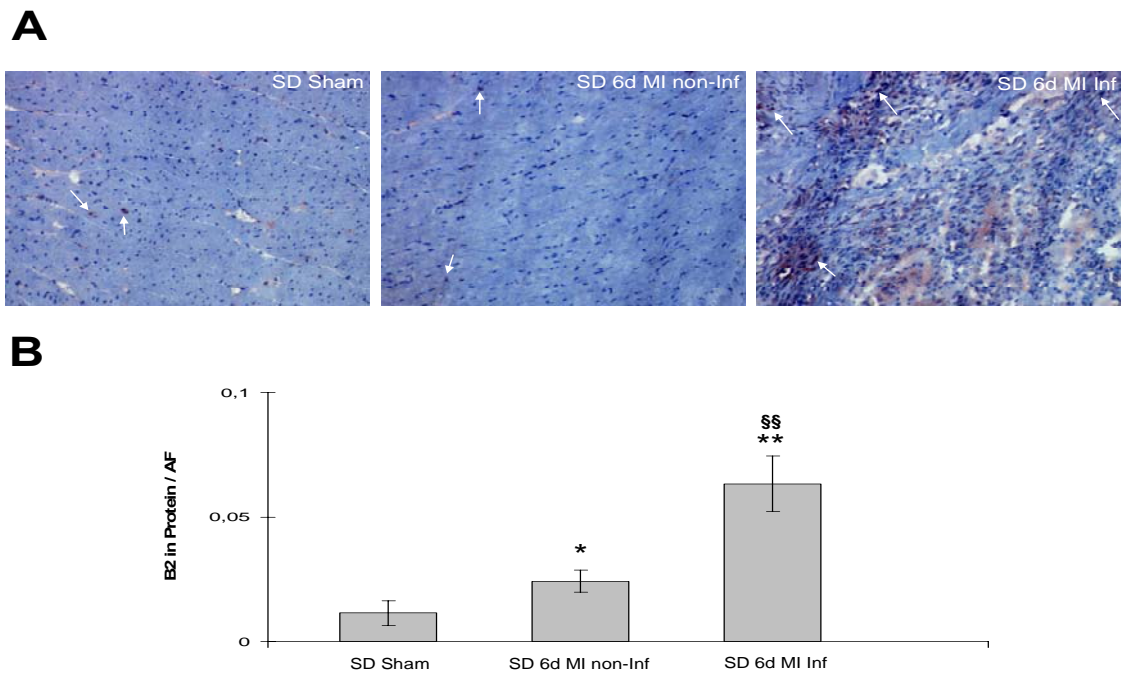 A
SD Sham
SD 6d MI non-Inf
SD 6d MI Inf
B
0,1
0,05
0
B2 in Protein / AF
*
§§
**
SD Sham
SD 6d MI non-Inf
SD 6d MI Inf